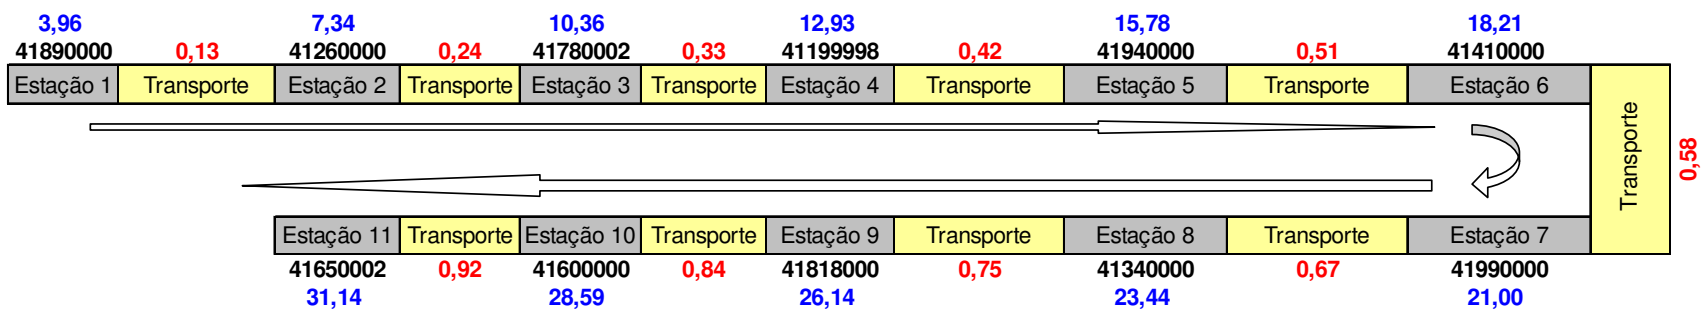 3,96 7,34 10,36 12,93 15,78 18,21
41890000 0,13 41260000 0,24 41780002 0,33 41199998 0,42 41940000 0,51 41410000
Estação 1 Transporte Estação 2 Transporte Estação 3 Transporte Estação 4 Transporte Estação 5 Transporte Estação 6
Transporte
0,58
Estação 11 Transporte Estação 10 Transporte Estação 9 Transporte Estação 8 Transporte Estação 7
41650002 0,92 41600000 0,84 41818000 0,75 41340000 0,67 41990000
31,14 28,59 26,14 23,44 21,00